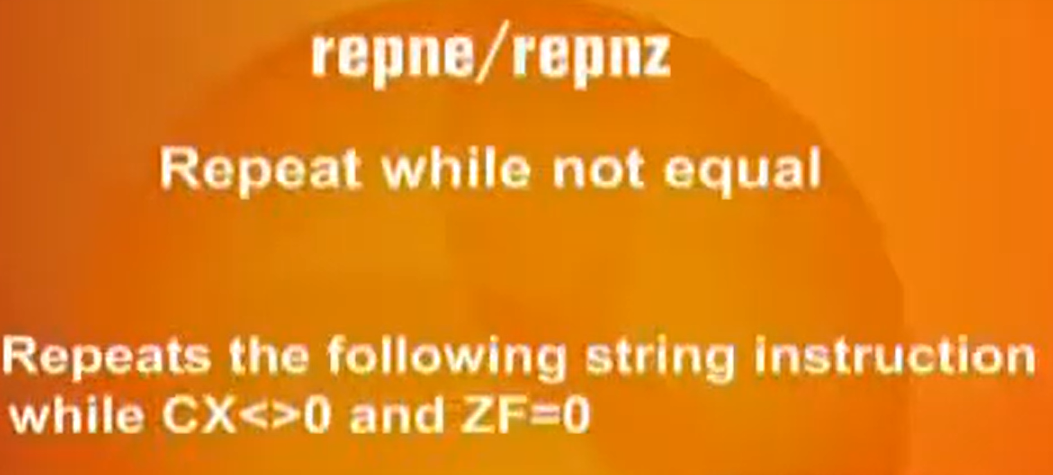 repne/repnz
Repeat while not equal
Repeats the following string instruction
while CX<>0 and ZF=0